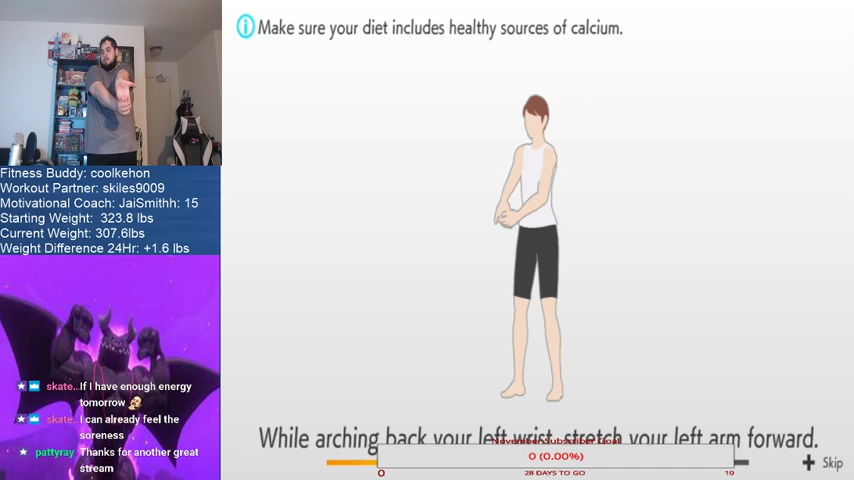 Make sure your diet includes healthy sources of calcium.
Fitness Buddy: coolkehon
Workout Partner: skiles9009
Motivational Coach: JaiSmithh: 15
Starting Weight: 323.8 lbs
Current Weight: 307.6lbs
Weight Difference 24Hr: +1.6 lbs
skate.. If I have enough energy
tomorrow
skate.. I can already feel the
soreness
pattyray Thanks for another great
stream
While arching back your left wrist, stretch your left arm forward.
November Subscriber Goal
0 (0.00%)
0 28 DAYS TO GO 10
+ Skip